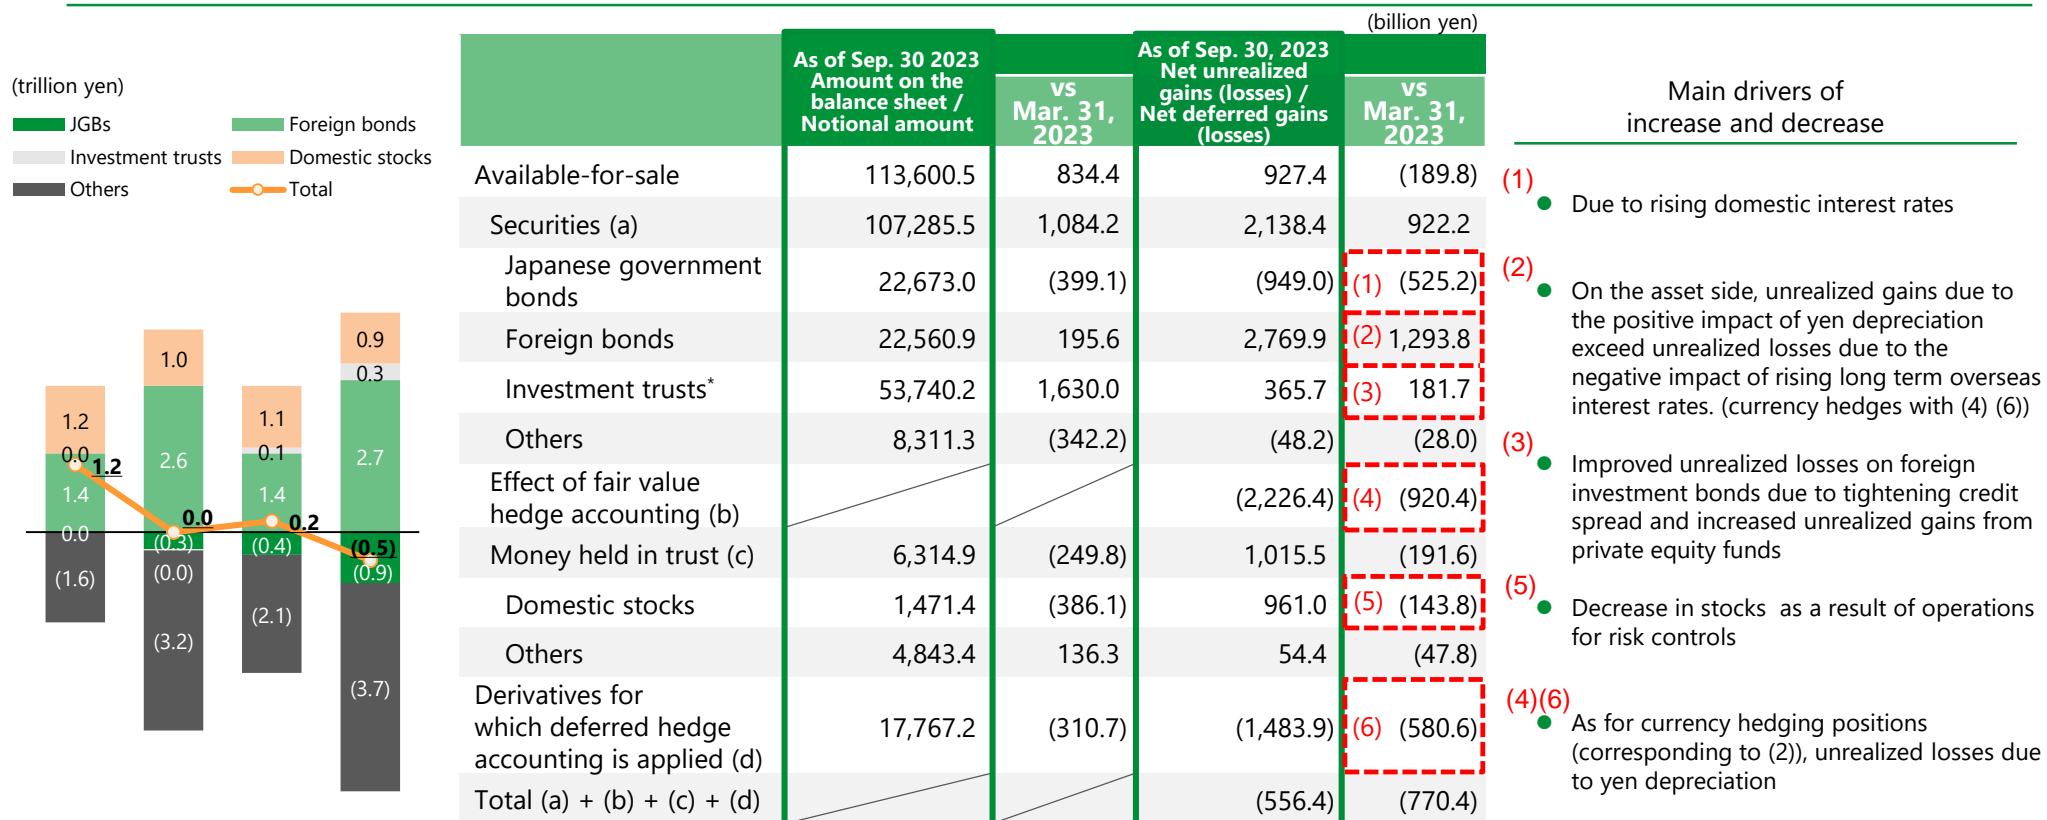 (trillion yen)
JGBs
Foreign bonds
Investment trusts
Domestic stocks
Others
Total
1.2
0.0
1.2
1.4
0.0
(1.6)
1.0
2.6
0.0
(0.3)
(0.0)
(3.2)
1.1
0.1
1.4
0.2
(0.4)
(2.1)
0.9
0.3
2.7
(0.5)
(0.9)
(3.7)
(billion yen)
As of Sep. 30 2023
Amount on the
balance sheet /
Notional amount
vs
Mar. 31,
2023
As of Sep. 30, 2023
Net unrealized
gains (losses) /
Net deferred gains
(losses)
vs
Mar. 31,
2023
Available-for-sale 113,600.5 834.4 927.4 (189.8)
Securities (a) 107,285.5 1,084.2 2,138.4 922.2
Japanese government
bonds 22,673.0 (399.1) (949.0) (1) (525.2)
Foreign bonds 22,560.9 195.6 2,769.9 (2) 1,293.8
Investment trusts* 53,740.2 1,630.0 365.7 (3) 181.7
Others 8,311.3 (342.2) (48.2) (28.0)
Effect of fair value
hedge accounting (b) (2,226.4) (4) (920.4)
Money held in trust (c) 6,314.9 (249.8) 1,015.5 (191.6)
Domestic stocks 1,471.4 (386.1) 961.0 (5) (143.8)
Others 4,843.4 136.3 54.4 (47.8)
Derivatives for
which deferred hedge
accounting is applied (d) 17,767.2 (310.7) (1,483.9) (6) (580.6)
Total (a) + (b) + (c) + (d) (556.4) (770.4)
Main drivers of
increase and decrease
(1)
● Due to rising domestic interest rates
(2)
● On the asset side, unrealized gains due to
the positive impact of yen depreciation
exceed unrealized losses due to the
negative impact of rising long term overseas
interest rates. (currency hedges with (4) (6))
(3)
● Improved unrealized losses on foreign
investment bonds due to tightening credit
spread and increased unrealized gains from
private equity funds
(5)
● Decrease in stocks as a result of operations
for risk controls
(4)(6)
● As for currency hedging positions
(corresponding to (2)), unrealized losses due
to yen depreciation